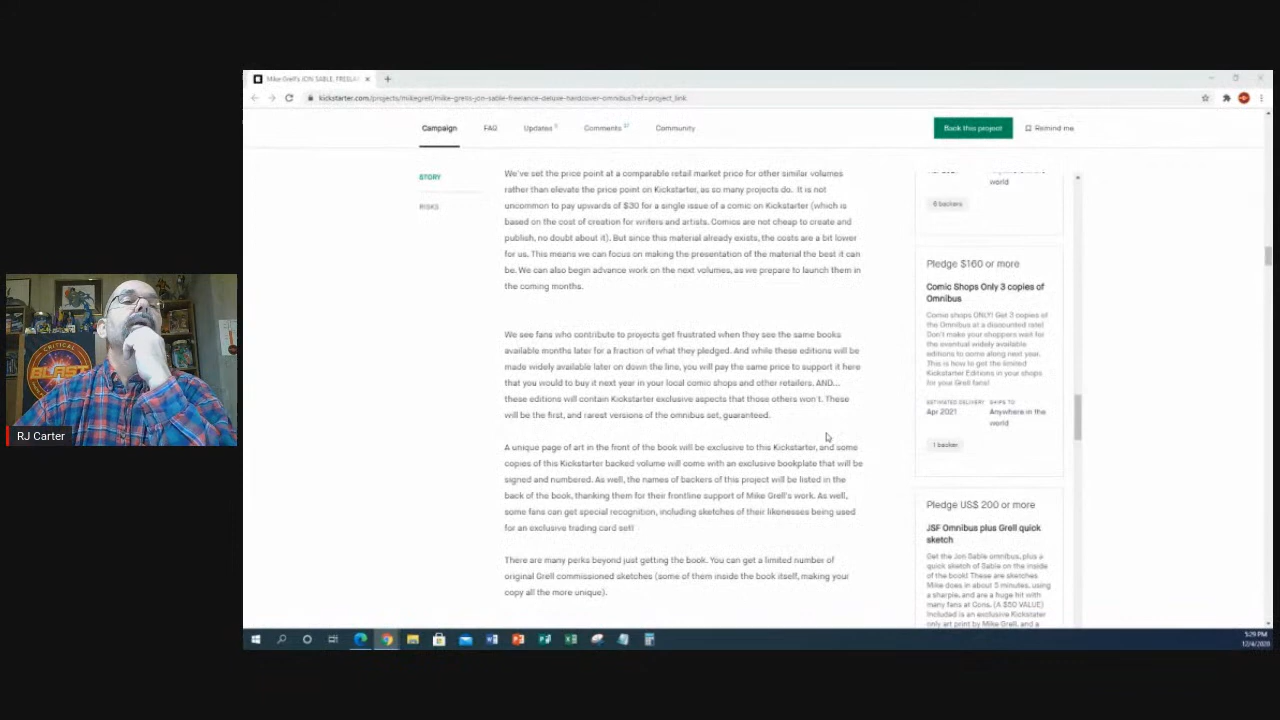 Mike Grell's JON SABLE, FREELA
kickstarter.com/projects/mikegrell/mike-grells-jon-sable-freelance-deluxe-hardcover-omnibus?ref=project_link
Campaign FAQ Updates Comments Community Back this project Remind me
STORY
RISKS
We've set the price point at a comparable retail market price for other similar volumes
rather than elevate the price point on Kickstarter, as so many projects do. It is not
uncommon to pay upwards of $30 for a single issue of a comic on Kickstarter (which is
based on the cost of creation for writers and artists. Comics are not cheap to create and
publish, no doubt about it). But since this material already exists, the costs are a bit lower
for us. This means we can focus on making the presentation of the material the best it can
be. We can also begin advance work on the next volumes, as we prepare to launch them in
the coming months.
We see fans who contribute to projects get frustrated when they see the same books
available months later for a fraction of what they pledged. And while these editions will be
made widely available later on down the line, you will pay the same price to support it here
that you would to buy it next year in your local comic shops and other retailers. AND...
these editions will contain Kickstarter exclusive aspects that those others won't. These
will be the first, and rarest versions of the omnibus set, guaranteed.
A unique page of art in the front of the book will be exclusive to this Kickstarter, and some
copies of this Kickstarter backed volume will come with an exclusive bookplate that will be
signed and numbered. As well, the names of backers of this project will be listed in the
back of the book, thanking them for their frontline support of Mike Grell's work. As well,
some fans can get special recognition, including sketches of their likenesses being used
for an exclusive trading card set!
There are many perks beyond just getting the book. You can get a limited number of
original Grell commissioned sketches (some of them inside the book itself, making your
copy all the more unique).
world
6 backers
Pledge $160 or more
Comic Shops Only 3 copies of
Omnibus
Comic shops ONLY! Get 3 copies of
the Omnibus at a discounted rate!
Don't make your shoppers wait for
the eventual widely available
editions to come along next year.
This is how to get the limited
Kickstarter Editions in your shops
for your Grell fans!
ESTIMATED DELIVERY SHIPS TO
Apr 2021 Anywhere in the
world
1 backer
Pledge US$ 200 or more
JSF Omnibus plus Grell quick
sketch
Get the Jon Sable omnibus, plus a
quick sketch of Sable on the inside
of the book! These are sketches
Mike does in about 5 minutes, using
a sharpie, and are a huge hit with
many fans at Cons. (A $50 VALUE)
Included is an exclusive Kickstater
only art print by Mike Grell, and a
CRITICAL
BLAST
RJ Carter
5:29 PM
12/4/2020